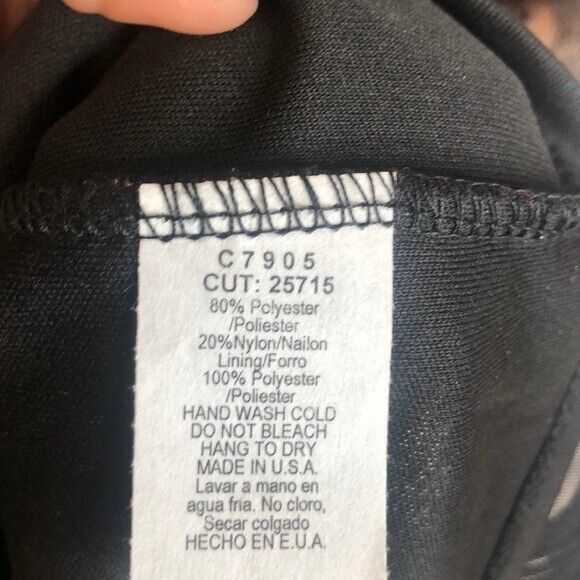 C7905
CUT: 25715
80% Polyester
/Poliester
20%Nylon/Nailon
Lining/Forro
100% Polyester
/Poliester
HAND WASH COLD
DO NOT BLEACH
HANG TO DRY
MADE IN U.S.A.
Lavar a mano en
agua fria. No cloro,
Secar colgado
HECHO EN E.U.A.